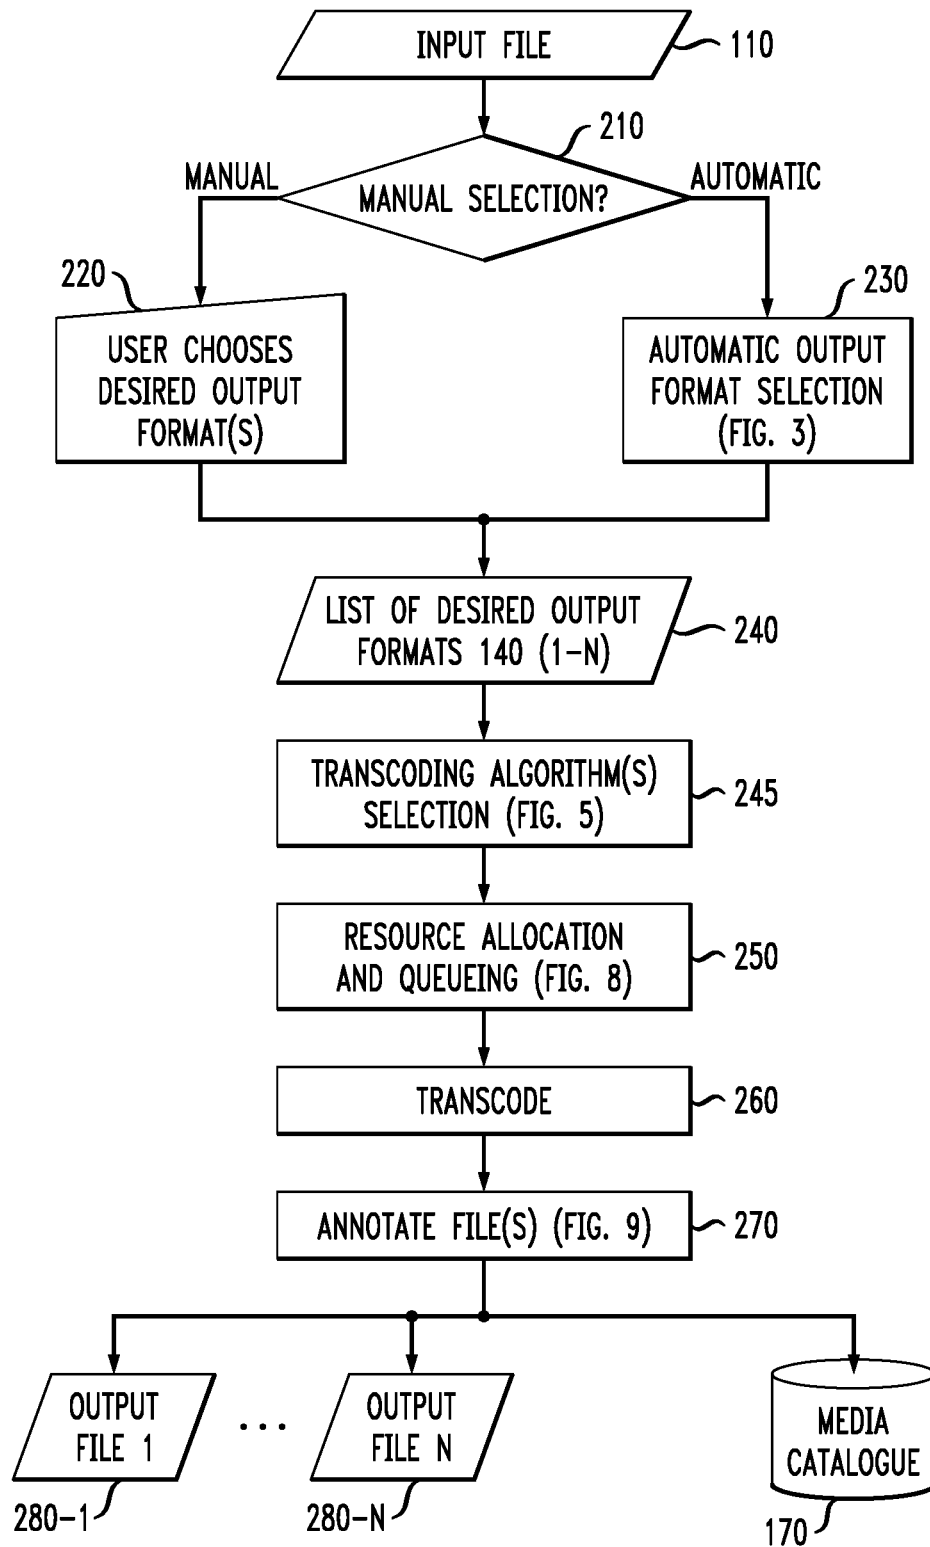 INPUT FILE
110
210
MANUAL
AUTOMATIC
MANUAL SELECTION?
220
230
USER CHOOSES
DESIRED OUTPUT
FORMAT(S)
AUTOMATIC OUTPUT
FORMAT SELECTION
(FIG. 3)
LIST OF DESIRED OUTPUT
FORMATS 140 (1-N)
240
TRANSCODING ALGORITHM(S)
SELECTION (FIG. 5)
245
RESOURCE ALLOCATION
AND QUEUEING (FIG. 8)
250
TRANSCODE
260
ANNOTATE FILE(S) (FIG. 9)
270
OUTPUT
FILE 1
...
OUTPUT
FILE N
MEDIA
CATALOGUE
280-1
280-N
170